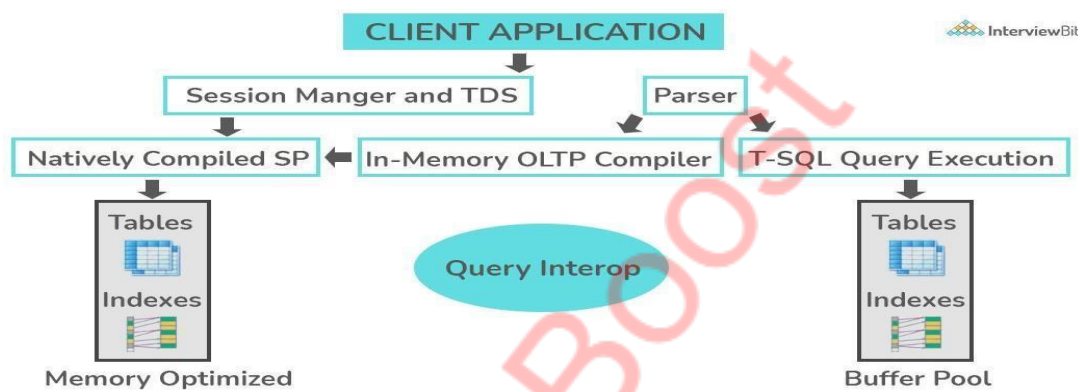 CLIENT APPLICATION
InterviewBit
Session Manger and TDS
Parser
Natively Compiled SP
In-Memory OLTP Compiler
T-SQL Query Execution
Tables
Indexes
Memory Optimized
Query Interop
Tables
Indexes
Buffer Pool
Boost